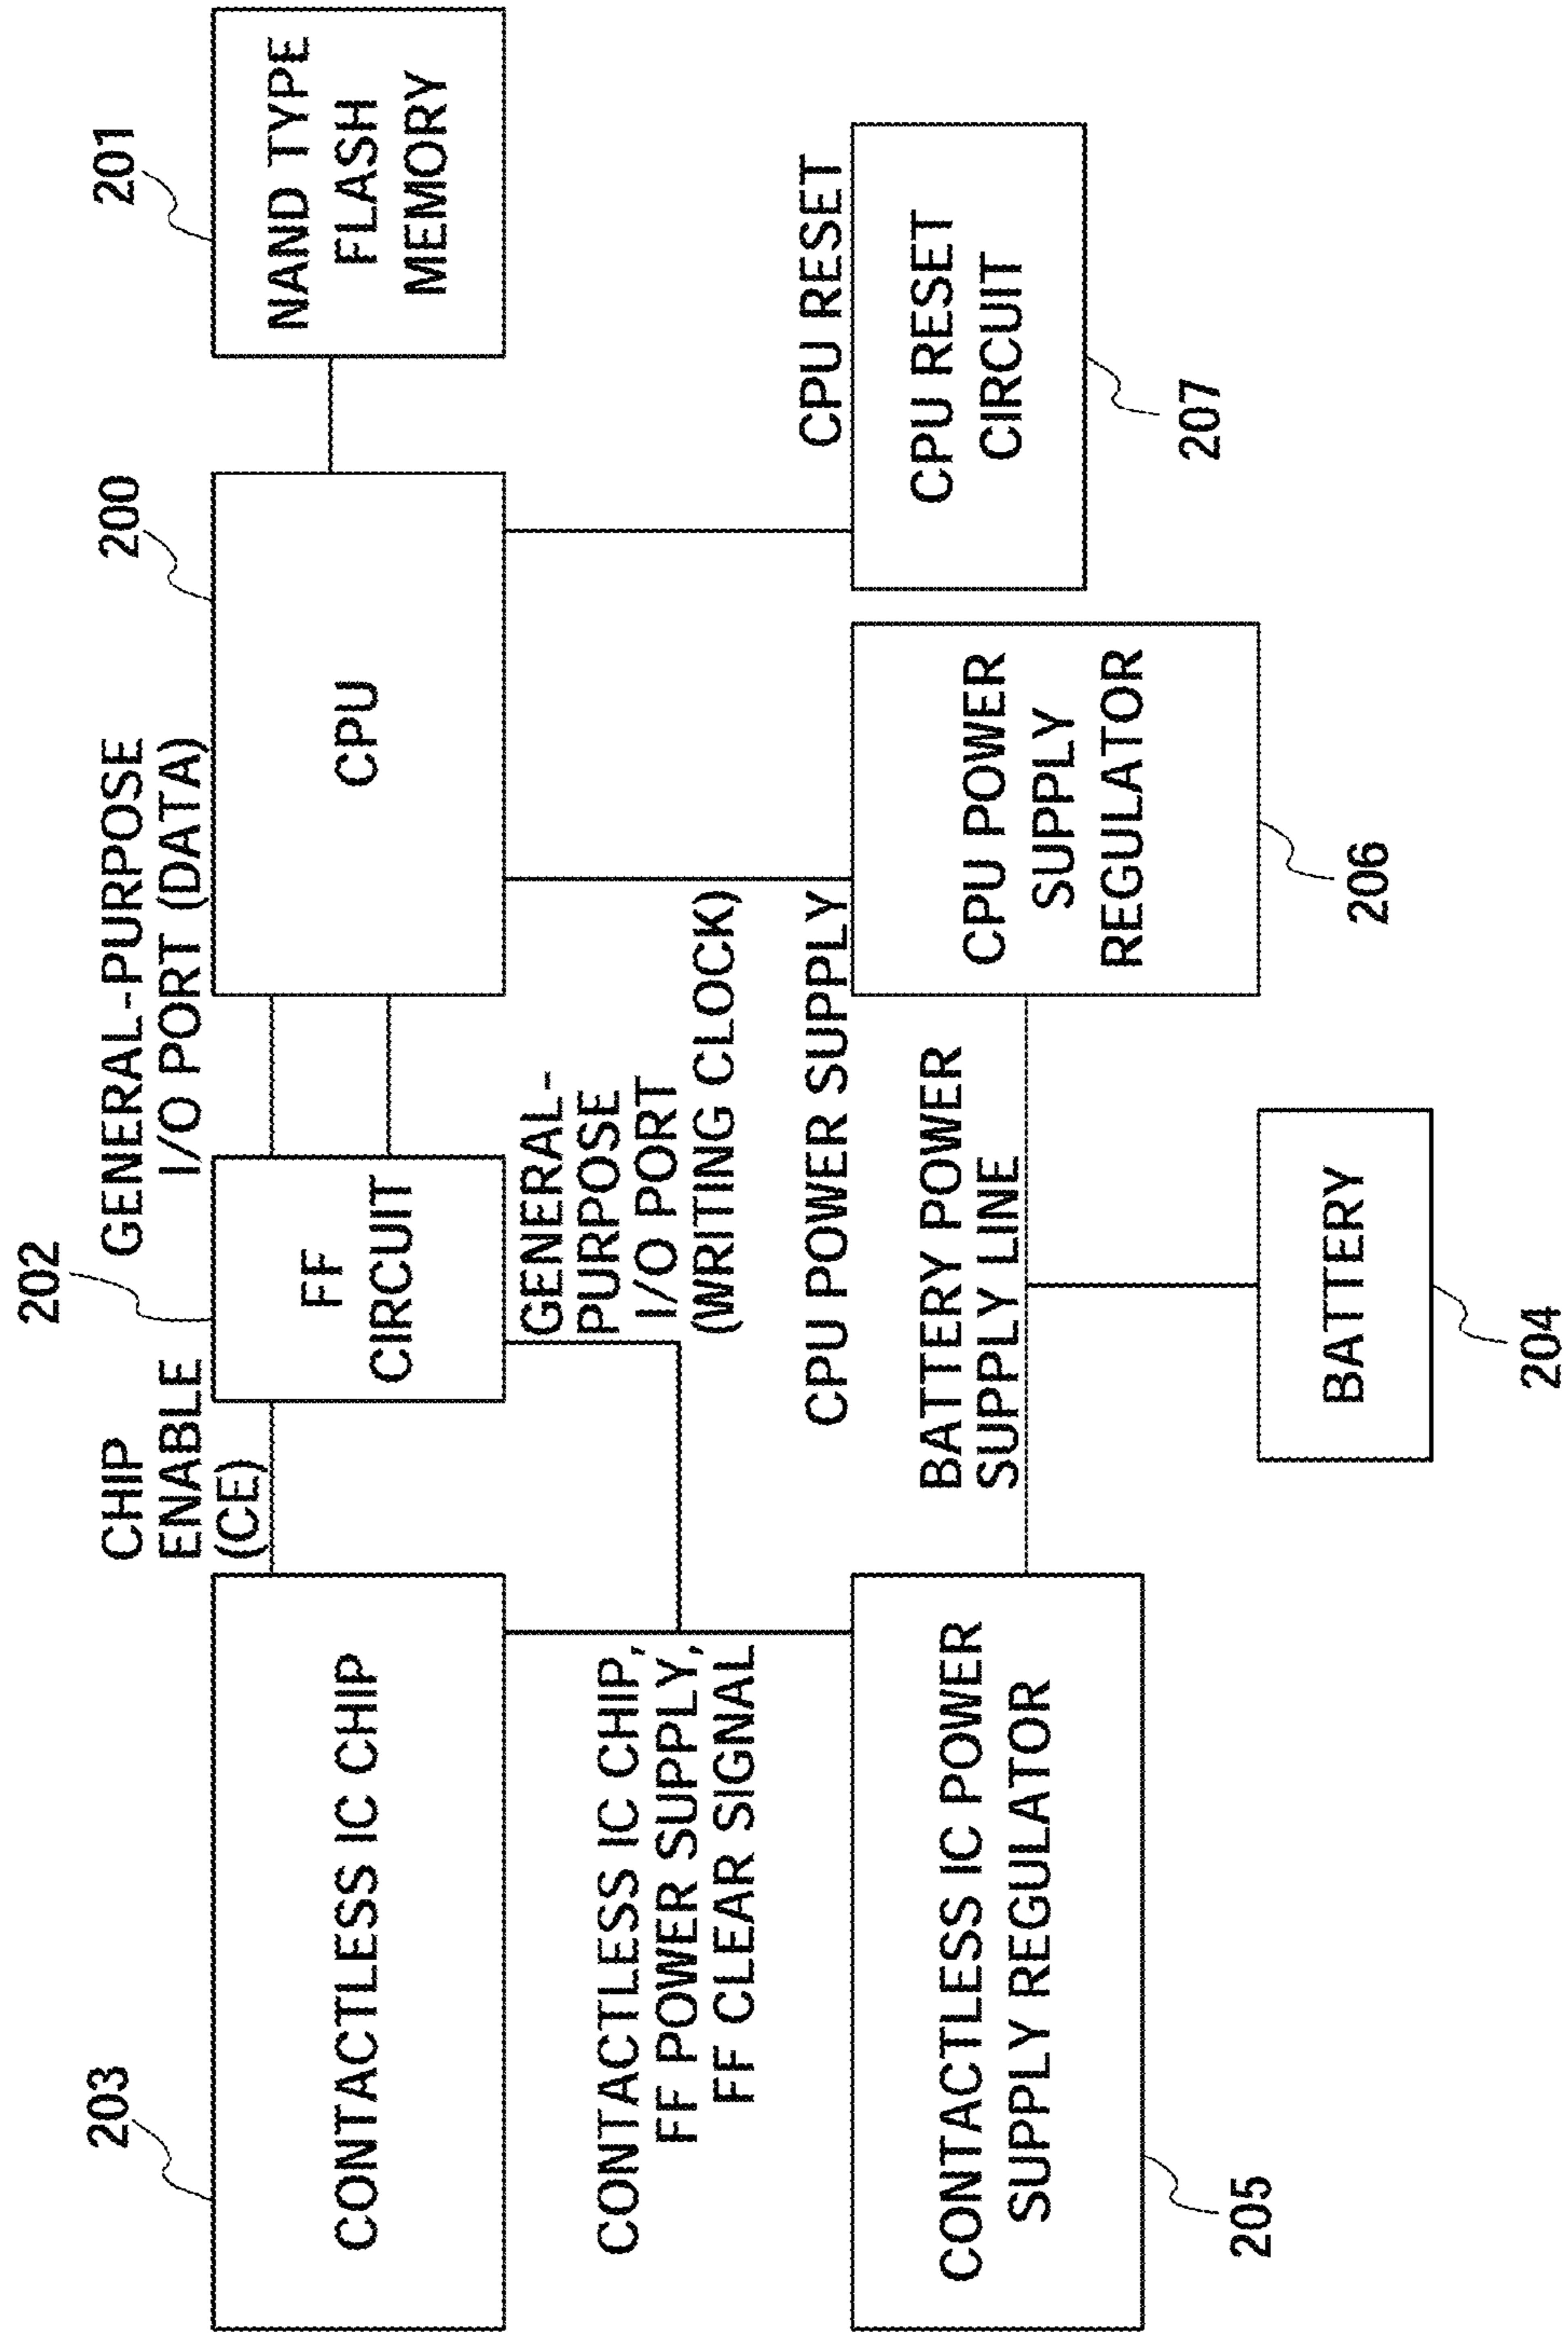 203
CONTACTLESS IC CHIP
CHIP
ENABLE
(CE)
202
FF
CIRCUIT
GENERAL-PURPOSE
I/O PORT (DATA)
200
CPU
201
NAND TYPE
FLASH
MEMORY
CONTACTLESS IC CHIP,
FF POWER SUPPLY,
FF CLEAR SIGNAL
GENERAL-
PURPOSE
I/O PORT
(WRITING CLOCK)
CPU POWER SUPPLY
CPU RESET
CONTACTLESS IC POWER
SUPPLY REGULATOR
205
BATTERY POWER
SUPPLY LINE
BATTERY
204
CPU POWER
SUPPLY
REGULATOR
206
CPU RESET
CIRCUIT
207